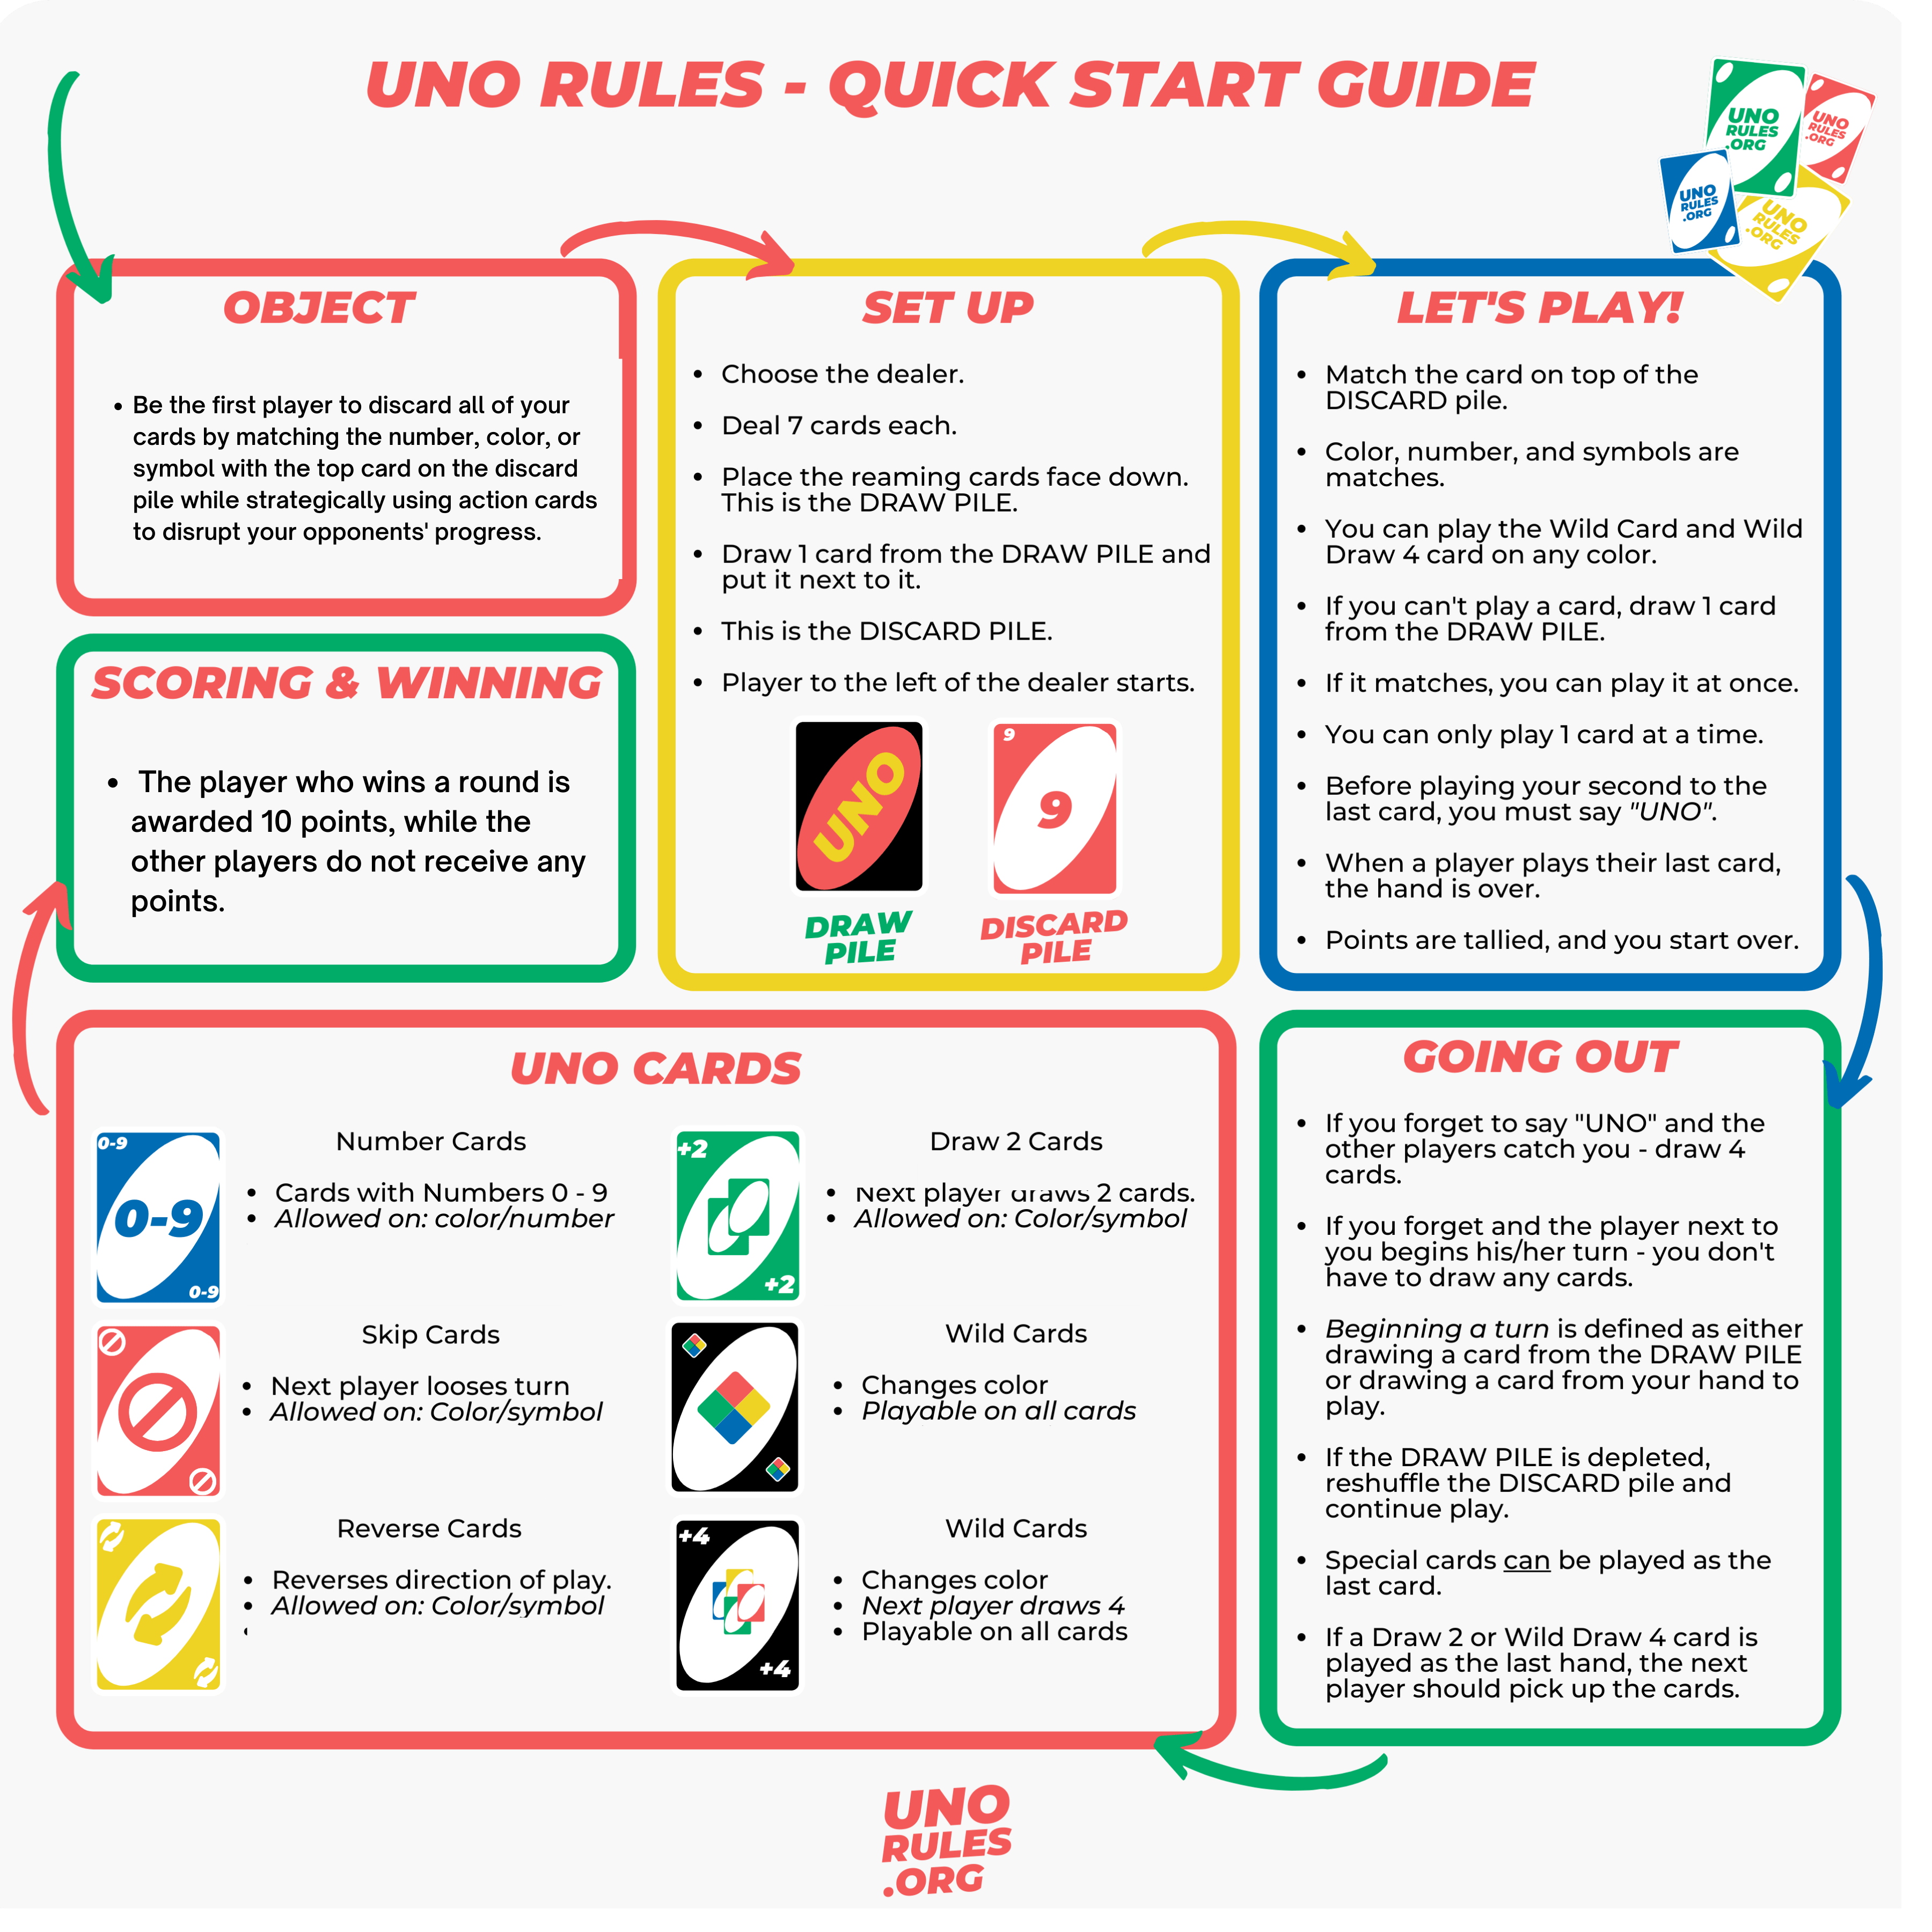 UNO RULES - QUICK START GUIDE
UNO
RULES
.ORG
UNO
RULES
.ORG
UNO
RULES
.ORG
UNO
RULES
.ORG
OBJECT
• Be the first player to discard all of your
cards by matching the number, color, or
symbol with the top card on the discard
pile while strategically using action cards
to disrupt your opponents' progress.
SET UP
• Choose the dealer.
• Deal 7 cards each.
• Place the reaming cards face down.
This is the DRAW PILE.
• Draw 1 card from the DRAW PILE and
put it next to it.
• This is the DISCARD PILE.
• Player to the left of the dealer starts.
UNO
9
9
DRAW
PILE
DISCARD
PILE
LET'S PLAY!
• Match the card on top of the
DISCARD pile.
• Color, number, and symbols are
matches.
• You can play the Wild Card and Wild
Draw 4 card on any color.
• If you can't play a card, draw 1 card
from the DRAW PILE.
• If it matches, you can play it at once.
• You can only play 1 card at a time.
• Before playing your second to the
last card, you must say "UNO".
• When a player plays their last card,
the hand is over.
• Points are tallied, and you start over.
SCORING & WINNING
• The player who wins a round is
awarded 10 points, while the
other players do not receive any
points.
UNO CARDS
0-9
0-9
0-9
Number Cards
• Cards with Numbers 0 - 9
• Allowed on: color/number
+2
+2
Draw 2 Cards
• Next player draws 2 cards.
• Allowed on: Color/symbol
Skip Cards
• Next player looses turn
• Allowed on: Color/symbol
Wild Cards
• Changes color
• Playable on all cards
Reverse Cards
• Reverses direction of play.
• Allowed on: Color/symbol
+4
+4
Wild Cards
• Changes color
• Next player draws 4
• Playable on all cards
GOING OUT
• If you forget to say "UNO" and the
other players catch you - draw 4
cards.
• If you forget and the player next to
you begins his/her turn - you don't
have to draw any cards.
• Beginning a turn is defined as either
drawing a card from the DRAW PILE
or drawing a card from your hand to
play.
• If the DRAW PILE is depleted,
reshuffle the DISCARD pile and
continue play.
• Special cards can be played as the
last card.
• If a Draw 2 or Wild Draw 4 card is
played as the last hand, the next
player should pick up the cards.
UNO
RULES
.ORG